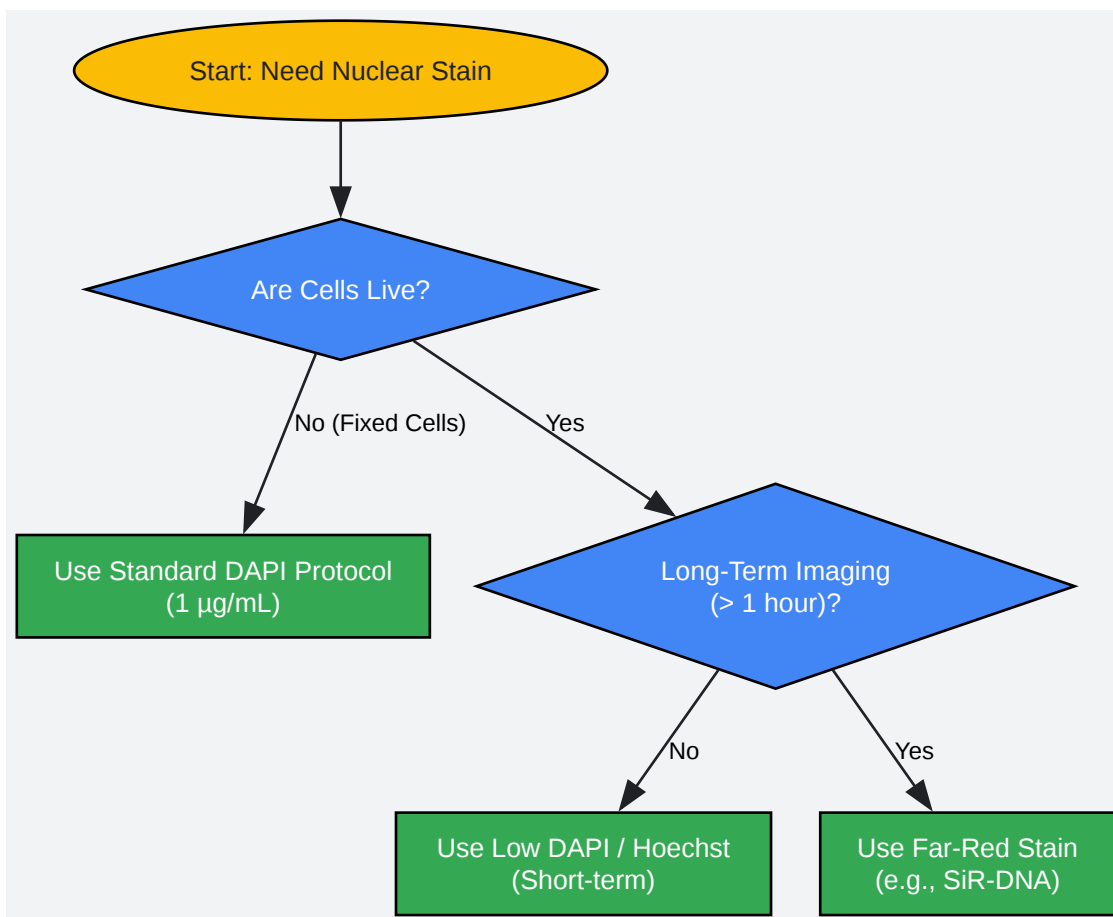 Start: Need Nuclear Stain
Are Cells Live?
No (Fixed Cells)
Yes
Use Standard DAPI Protocol
(1 µg/mL)
Long-Term Imaging
(> 1 hour)?
No
Yes
Use Low DAPI / Hoechst
(Short-term)
Use Far-Red Stain
(e.g., SiR-DNA)